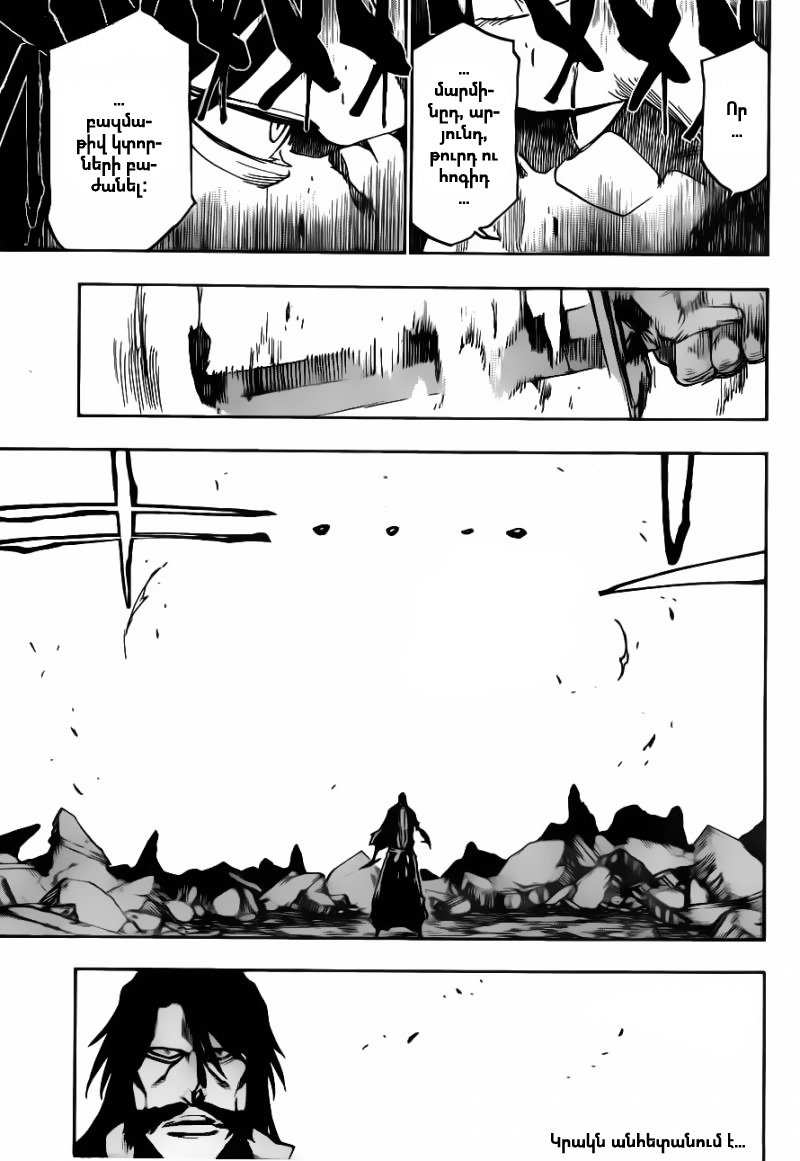 Որ
...
...
մարմի-
նըդ, ար-
յունդ,
թուրդ ու
հոգիդ
...
...
բազմա-
թիվ կտոր-
ների բա-
ժանել:
Կրակն անհետանում է...